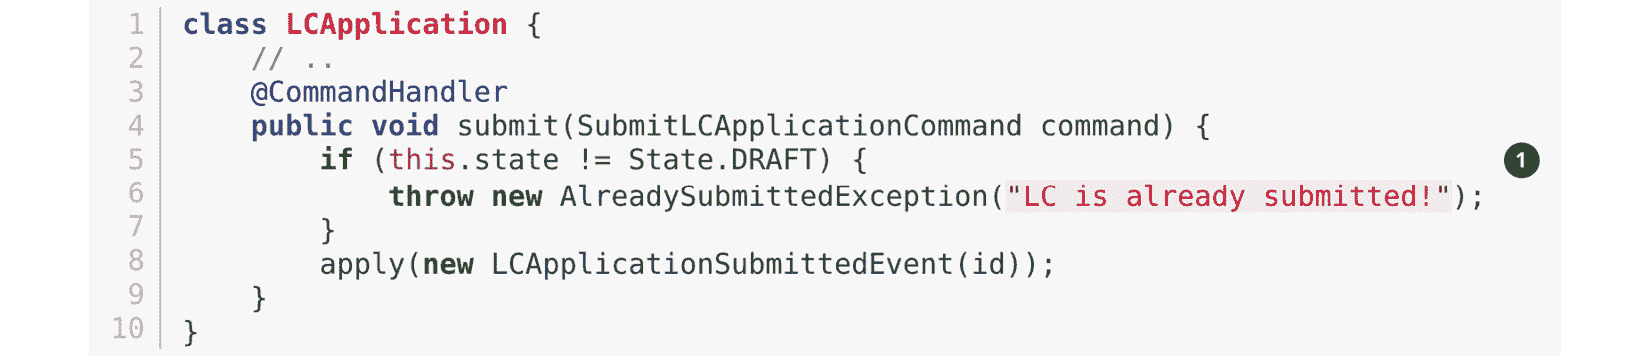 1 class LCApplication {
2 // ..
3 @CommandHandler
4 public void submit(SubmitLCApplicationCommand command) {
5 if (this.state != State.DRAFT) { 1
6 throw new AlreadySubmittedException("LC is already submitted!");
7 }
8 apply(new LCApplicationSubmittedEvent(id));
9 }
10 }